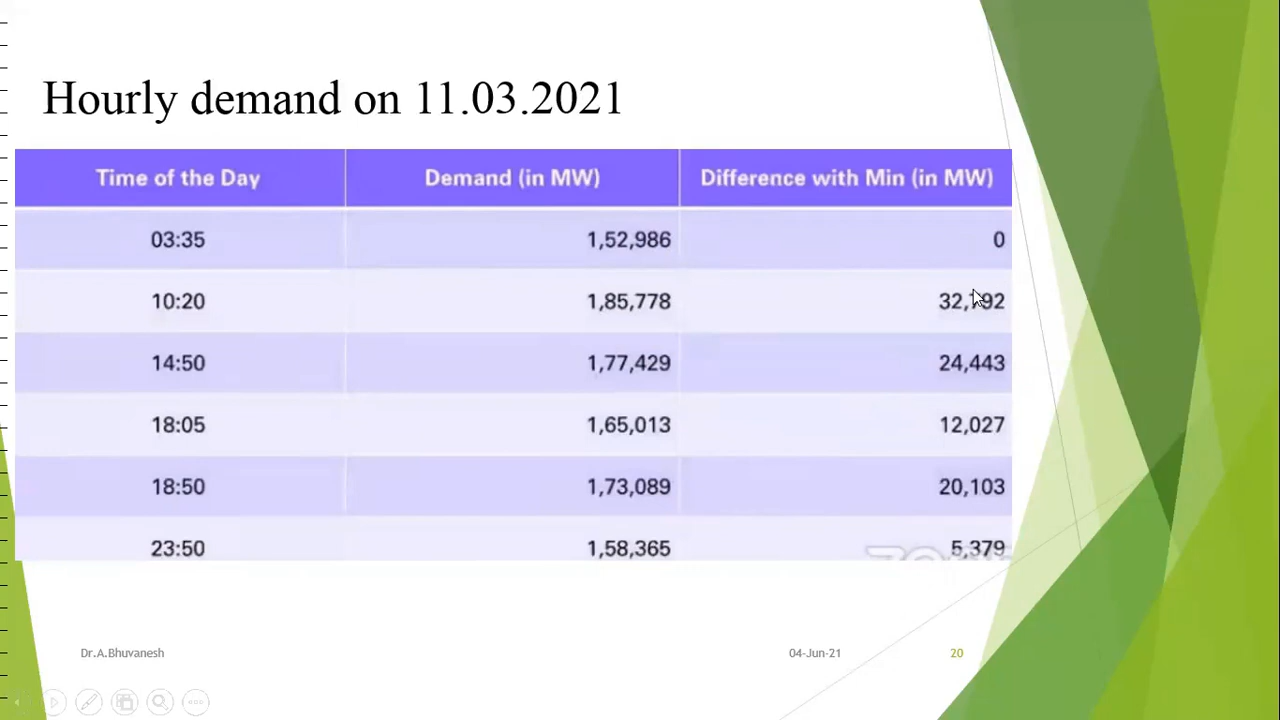 Hourly demand on 11.03.2021
Time of the Day Demand (in MW) Difference with Min (in MW)
03:35 1,52,986 0
10:20 1,85,778 32,792
14:50 1,77,429 24,443
18:05 1,65,013 12,027
18:50 1,73,089 20,103
23:50 1,58,365 5,379
Dr.A.Bhuvanesh 04-Jun-21 20